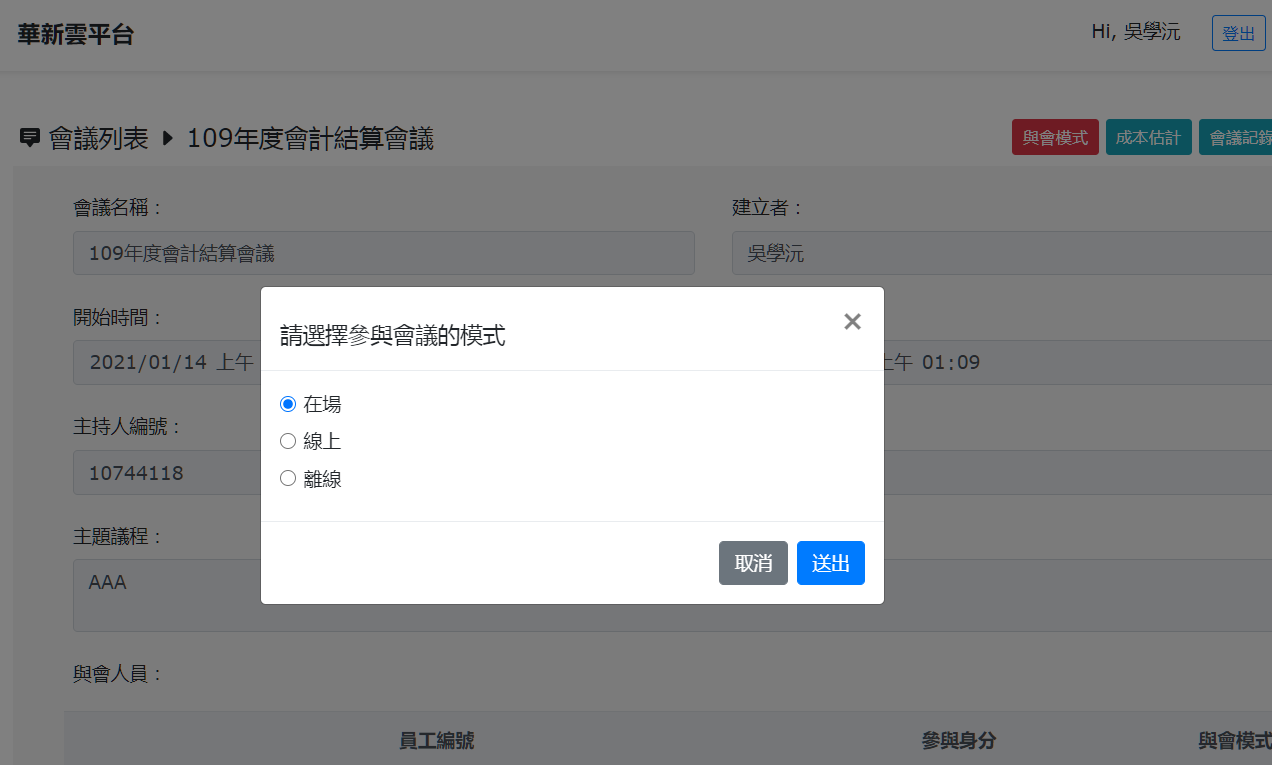 華新雲平台
Hi, 吳學沅
登出
會議列表 109年度會計結算會議
與會模式 成本估計 會議記錄
會議名稱：
建立者：
109年度會計結算會議
吳學沅
開始時間：
2021/01/14 上午
上午 01:09
主持人編號：
10744118
主題議程：
AAA
請選擇參與會議的模式
×
在場
線上
離線
取消 送出
與會人員：
員工編號 參與身分 與會模式